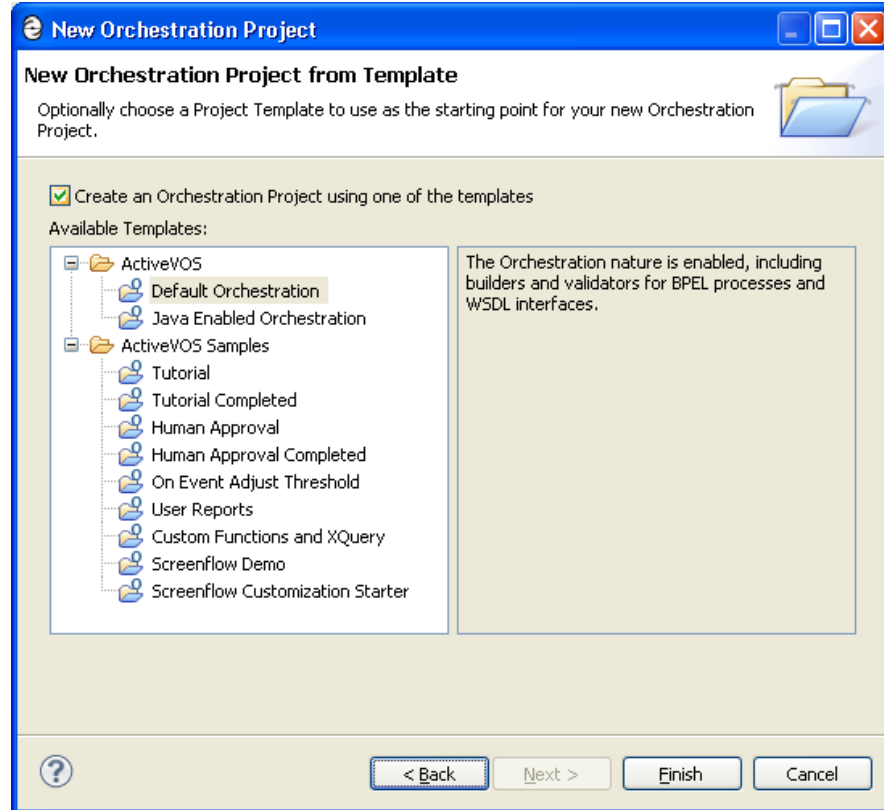 New Orchestration Project
New Orchestration Project from Template
Optionally choose a Project Template to use as the starting point for your new Orchestration
Project.
Create an Orchestration Project using one of the templates
Available Templates:
ActiveVOS
Default Orchestration
Java Enabled Orchestration
ActiveVOS Samples
Tutorial
Tutorial Completed
Human Approval
Human Approval Completed
On Event Adjust Threshold
User Reports
Custom Functions and XQuery
Screenflow Demo
Screenflow Customization Starter
The Orchestration nature is enabled, including
builders and validators for BPEL processes and
WSDL interfaces.
?
< Back
Next >
Finish
Cancel